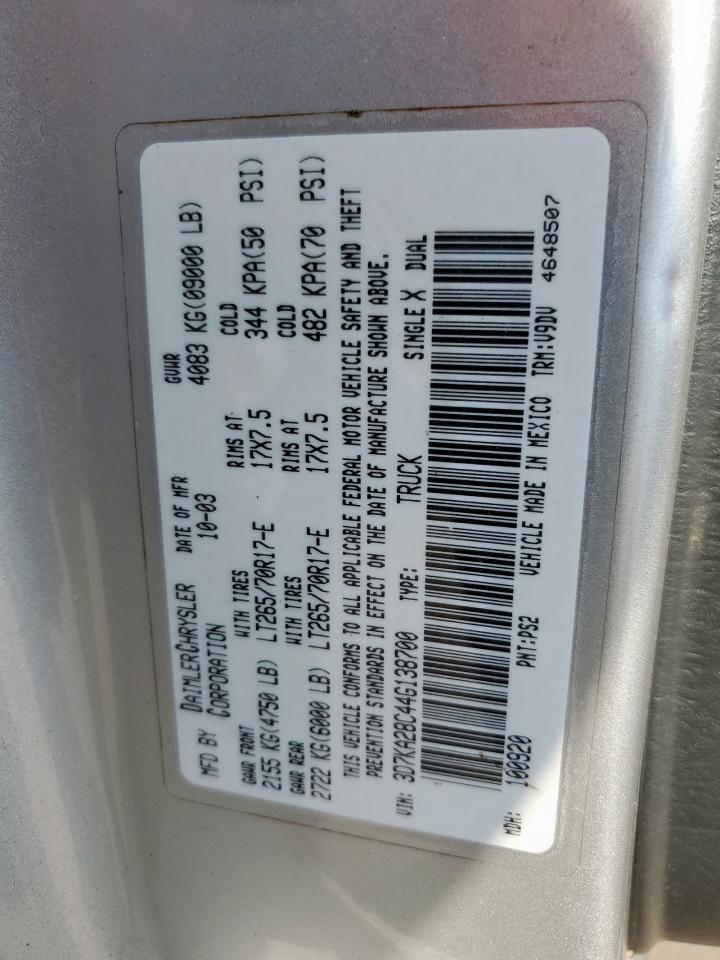 MFD BY DAIMLERCHRYSLER DATE OF MFR GVWR
CORPORATION 10-03 4083 KG(09000 LB)
GAWR FRONT WITH TIRES RIMS AT COLD
2155 KG(4750 LB) LT265/70R17-E 17X7.5 344 KPA(50 PSI)
GAWR REAR WITH TIRES RIMS AT COLD
2722 KG(6000 LB) LT265/70R17-E 17X7.5 482 KPA(70 PSI)
THIS VEHICLE CONFORMS TO ALL APPLICABLE FEDERAL MOTOR VEHICLE SAFETY AND THEFT
PREVENTION STANDARDS IN EFFECT ON THE DATE OF MANUFACTURE SHOWN ABOVE.
VIN: 3D7KA28C44G138700 TYPE: TRUCK SINGLE X DUAL
MDH: 100920 PNT:PS2 VEHICLE MADE IN MEXICO TRM:V9DV 4648507